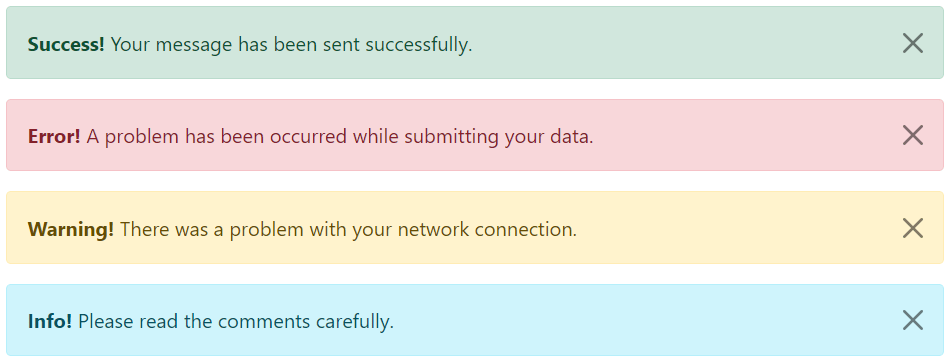 Success! Your message has been sent successfully.
Error! A problem has been occurred while submitting your data.
Warning! There was a problem with your network connection.
Info! Please read the comments carefully.